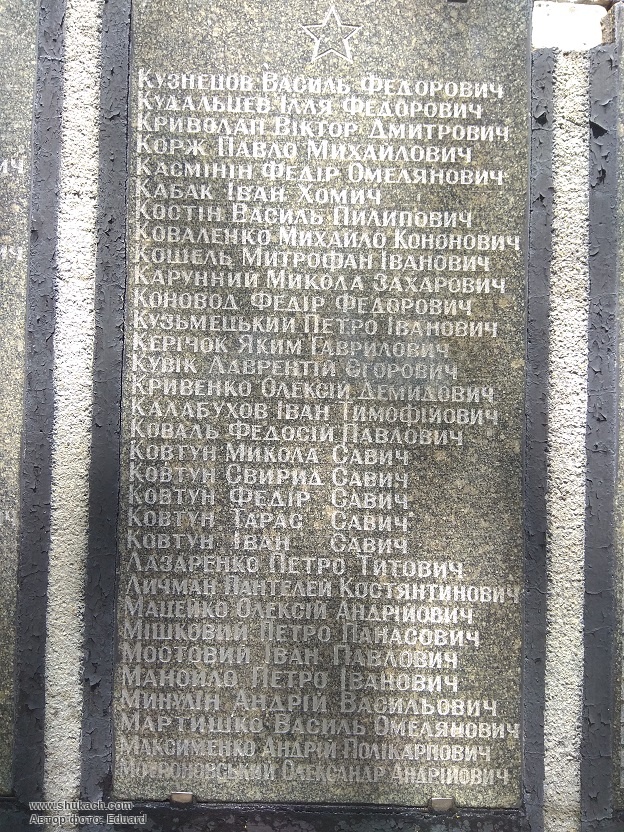 Кузнецов Василь Федорович
Кудальцев Ілля Федорович
Криволап Віктор Дмитрович
Корж Павло Михайлович
Касмінін Федір Омелянович
Кабак Іван Хомич
Костін Василь Пилипович
Коваленко Михайло Кононович
Кошель Митрофан Іванович
Карунний Микола Захарович
Коновод Федір Федорович
Кузьмецький Петро Іванович
Керічок Яким Гаврилович
Кувік Лаврентій Єгорович
Кривенко Олексій Демидович
Калабухов Іван Тимофійович
Коваль Федосій Павлович
Ковтун Микола Савич
Ковтун Свирид Савич
Ковтун Федір Савич
Ковтун Тарас Савич
Ковтун Іван Савич
Лазаренко Петро Титович
Личман Пантелей Костянтинович
Мацейко Олексій Андрійович
Мішковий Петро Панасович
Мостовий Іван Павлович
Манойло Петро Іванович
Минулін Андрій Васильович
Мартишко Василь Омелянович
Максименко Андрій Полікарпович
Олександр Андрійович
www.shukach.com
Автор фото: Eduard